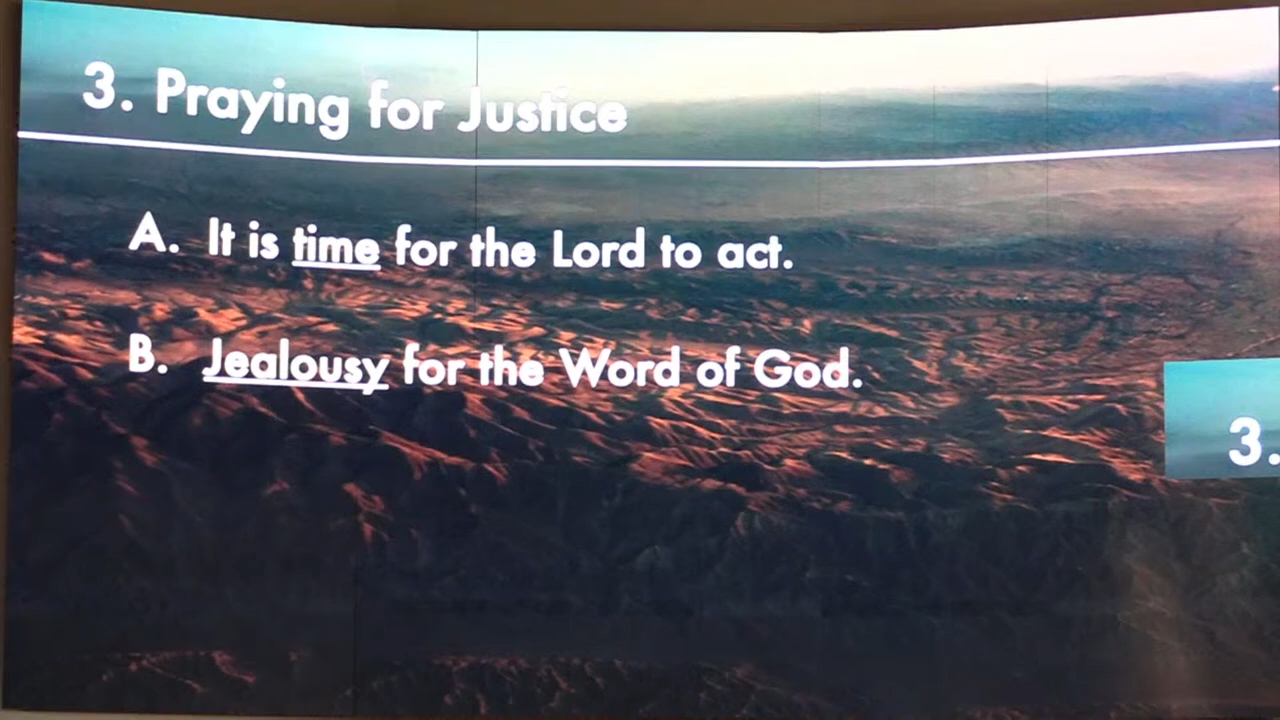 3. Praying for Justice
A. It is time for the Lord to act.
B. Jealousy for the Word of God.
3.